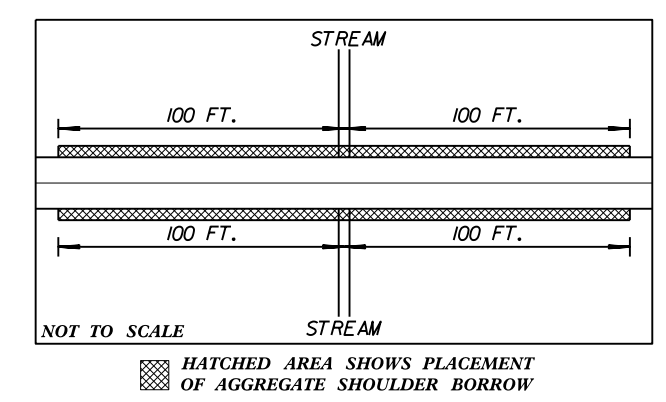 STREAM
100 FT. 100 FT.
100 FT. 100 FT.
NOT TO SCALE
STREAM
HATCHED AREA SHOWS PLACEMENT
OF AGGREGATE SHOULDER BORROW